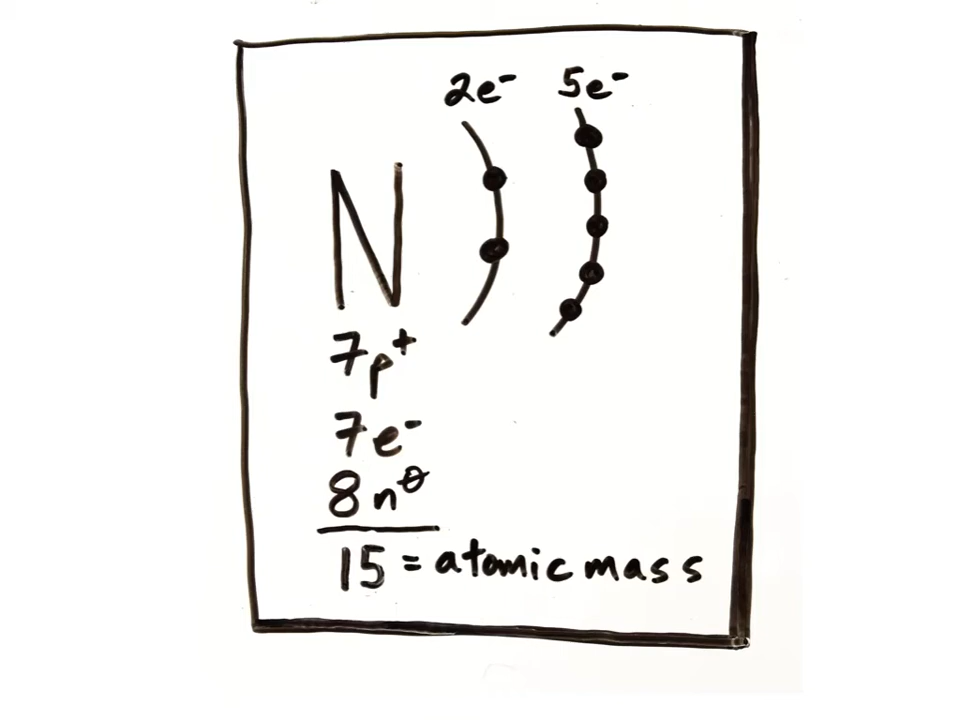 2e⁻ 5e⁻
N
7p⁺
7e⁻
8n⁰
15 = atomic mass